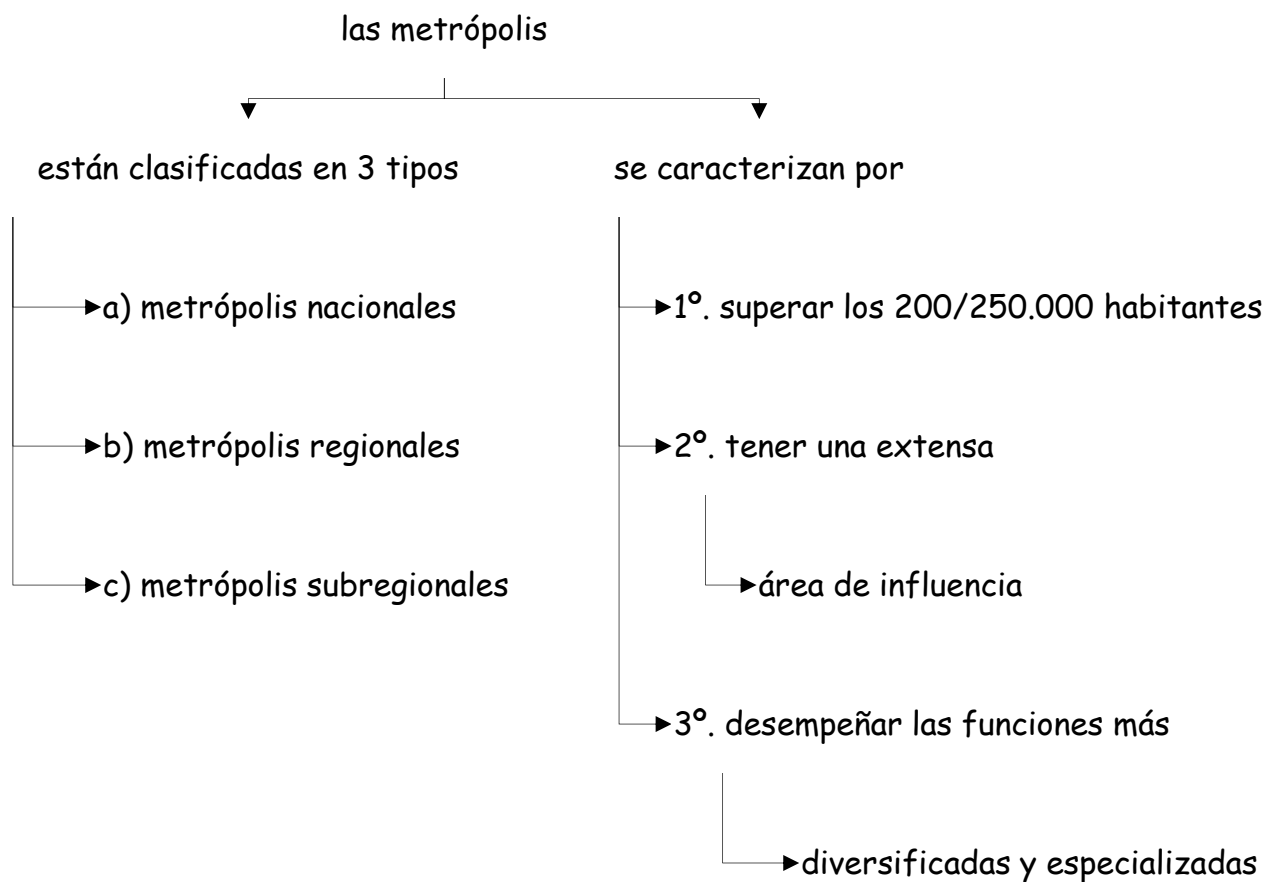 las metrópolis
están clasificadas en 3 tipos
a) metrópolis nacionales
b) metrópolis regionales
c) metrópolis subregionales
se caracterizan por
1º. superar los 200/250.000 habitantes
2º. tener una extensa
área de influencia
3º. desempeñar las funciones más
diversificadas y especializadas